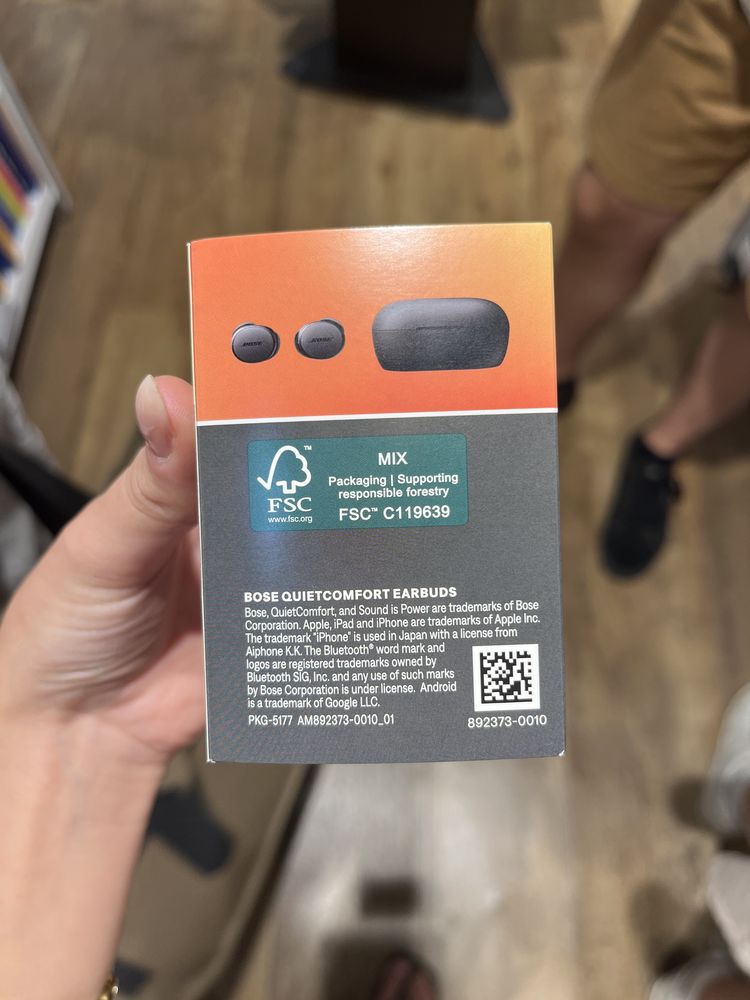 BOSE
BOSE
™
MIX
Packaging | Supporting
responsible forestry
FSC™ C119639
FSC
www.fsc.org
BOSE QUIETCOMFORT EARBUDS
Bose, QuietComfort, and Sound is Power are trademarks of Bose
Corporation. Apple, iPad and iPhone are trademarks of Apple Inc.
The trademark "iPhone" is used in Japan with a license from
Aiphone K.K. The Bluetooth® word mark and
logos are registered trademarks owned by
Bluetooth SIG, Inc. and any use of such marks
by Bose Corporation is under license. Android
is a trademark of Google LLC.
PKG-5177 AM892373-0010_01
892373-0010